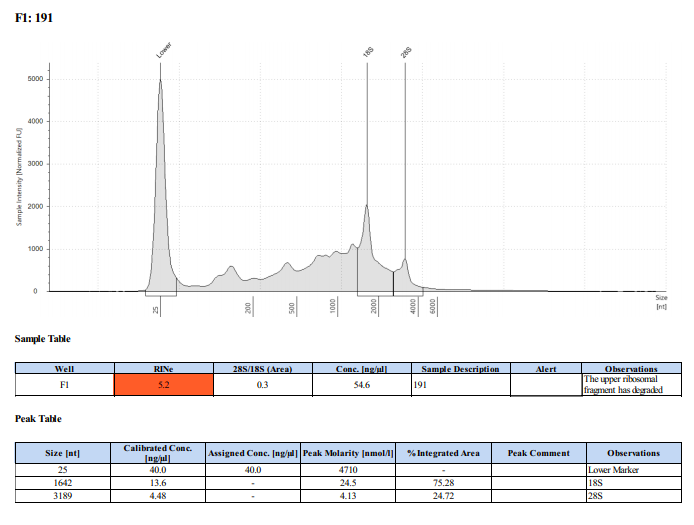 F1: 191
Lower
18S
28S
Sample Intensity [Normalized FU]
5000
4000
3000
2000
1000
0
25
200
500
1000
2000
4000
6000
Size
[nt]
Sample Table
Well RINe 28S/18S (Area) Conc. [ng/µl] Sample Description Alert Observations
F1 5.2 0.3 54.6 191 The upper ribosomal
fragment has degraded
Peak Table
Size [nt] Calibrated Conc. [ng/µl] Assigned Conc. [ng/µl] Peak Molarity [nmol/l] % Integrated Area Peak Comment Observations
25 40.0 40.0 4710 - Lower Marker
1642 13.6 - 24.5 75.28 18S
3189 4.48 - 4.13 24.72 28S